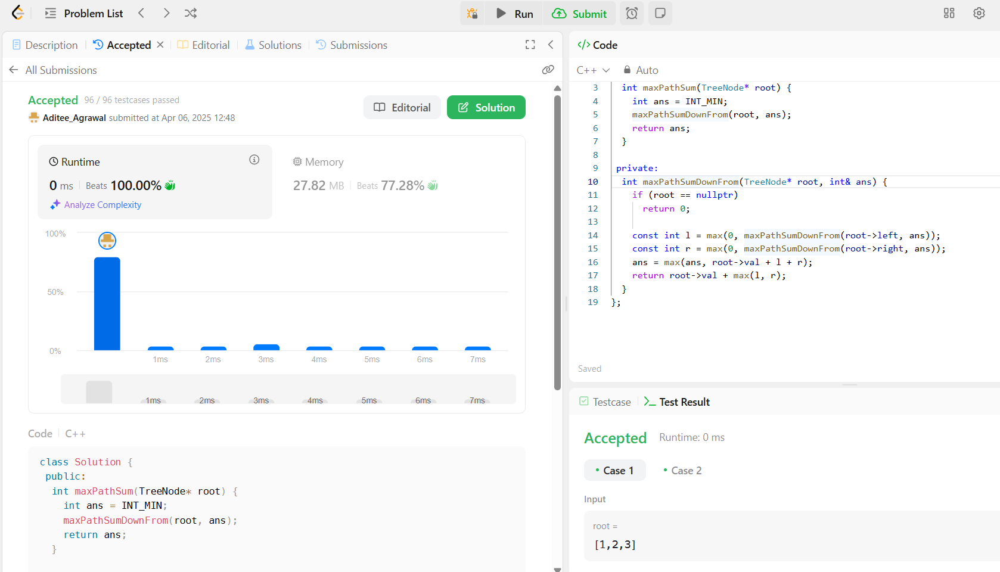 Problem List
Run
Submit
Description
Accepted
Editorial
Solutions
Submissions
All Submissions
Accepted 96 / 96 testcases passed
Aditee_Agrawal submitted at Apr 06, 2025 12:48
Editorial
Solution
Runtime
0 ms Beats 100.00%
Analyze Complexity
Memory
27.82 MB Beats 77.28%
100%
50%
0%
1ms 2ms 3ms 4ms 5ms 6ms 7ms
1ms 2ms 3ms 4ms 5ms 6ms 7ms
Code C++
class Solution {
public:
int maxPathSum(TreeNode* root) {
int ans = INT_MIN;
maxPathSumDownFrom(root, ans);
return ans;
}
</> Code
C++ Auto
3 int maxPathSum(TreeNode* root) {
4 int ans = INT_MIN;
5 maxPathSumDownFrom(root, ans);
6 return ans;
7 }
8
9 private:
10 int maxPathSumDownFrom(TreeNode* root, int& ans) {
11 if (root == nullptr)
12 return 0;
13
14 const int l = max(0, maxPathSumDownFrom(root->left, ans));
15 const int r = max(0, maxPathSumDownFrom(root->right, ans));
16 ans = max(ans, root->val + l + r);
17 return root->val + max(l, r);
18 }
19 };
Saved
Testcase
Test Result
Accepted Runtime: 0 ms
• Case 1 • Case 2
Input
root =
[1,2,3]